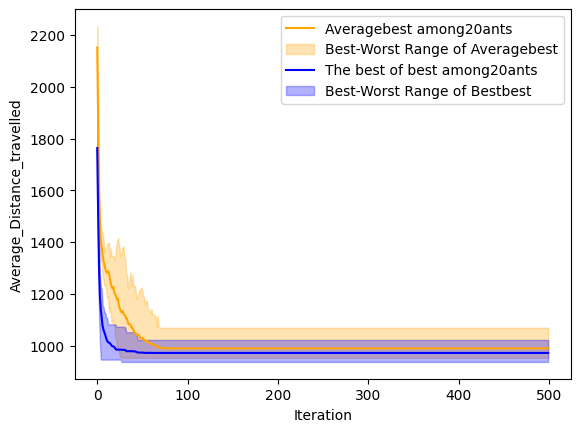 Averagebest among20ants
Best-Worst Range of Averagebest
The best of best among20ants
Best-Worst Range of Bestbest
2200
2000
1800
1600
1400
1200
1000
Average_Distance_travelled
0 100 200 300 400 500
Iteration